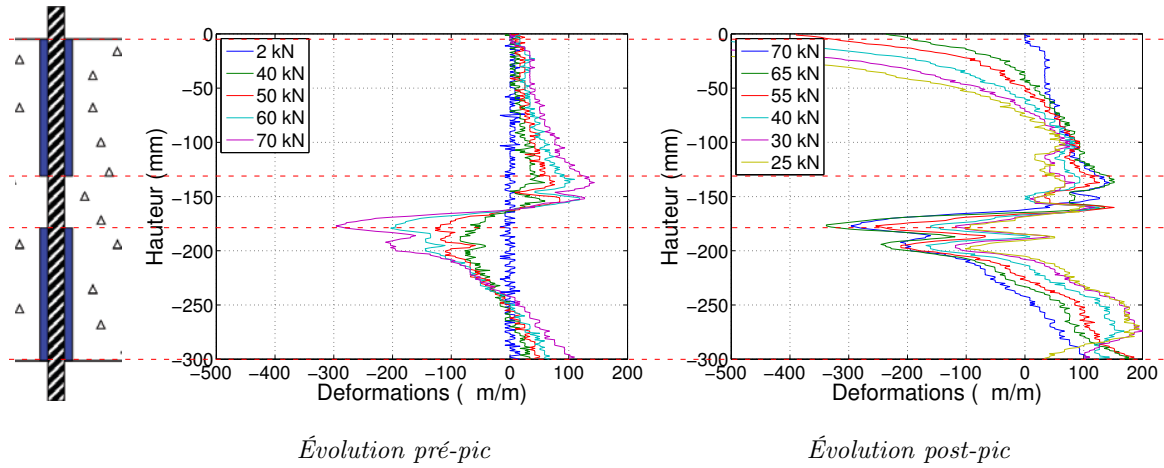 0
−50
−100
−150
−200
−250
−300
Hauteur (mm)
2 kN
40 kN
50 kN
60 kN
70 kN
−500 −400 −300 −200 −100 0 100 200
Deformations ( m/m)
0
−50
−100
−150
−200
−250
−300
Hauteur (mm)
70 kN
65 kN
55 kN
40 kN
30 kN
25 kN
−500 −400 −300 −200 −100 0 100 200
Deformations ( m/m)
Évolution pré-pic
Évolution post-pic